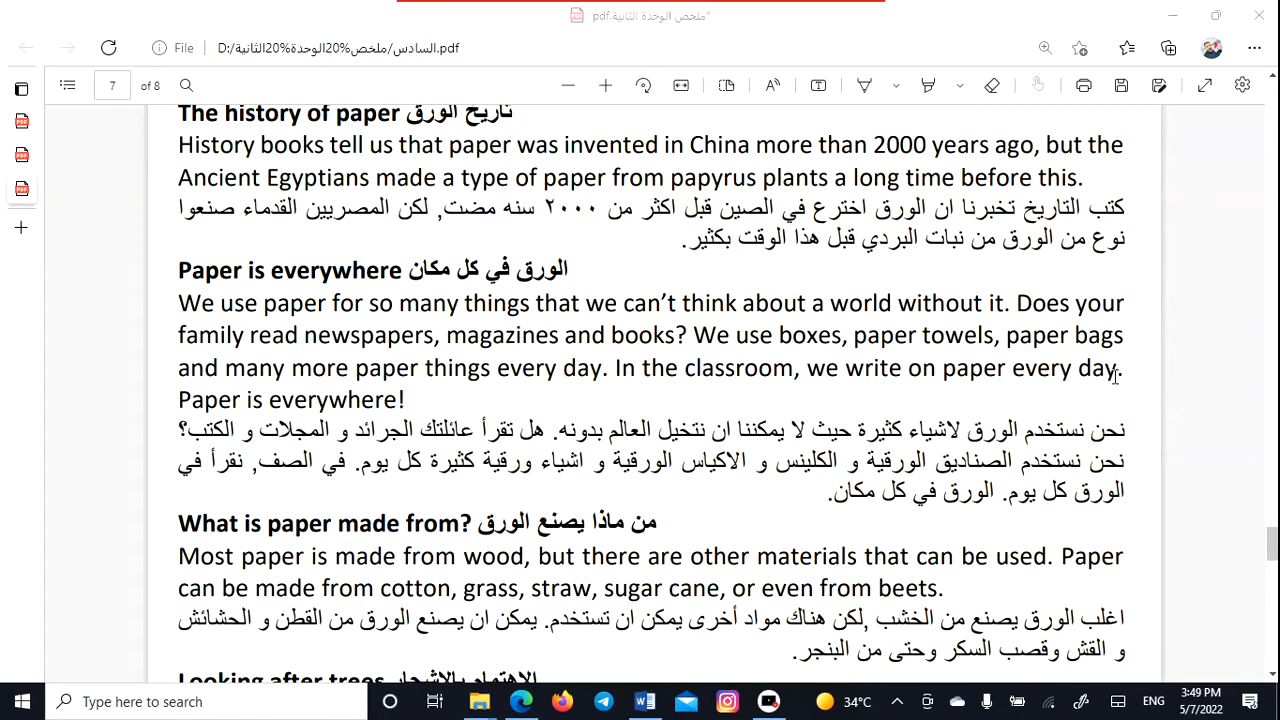 ملخص الوحدة الثانية.pdf*
File
D:/السادس/ملخص%20الوحدة%20الثانية.pdf
7 of 8
The history of paper تاريخ الورق
History books tell us that paper was invented in China more than 2000 years ago, but the
Ancient Egyptians made a type of paper from papyrus plants a long time before this.
كتب التاريخ تخبرنا ان الورق اخترع في الصين قبل اكثر من ٢٠٠٠ سنه مضت, لكن المصريين القدماء صنعوا
نوع من الورق من نبات البردي قبل هذا الوقت بكثير.
Paper is everywhere الورق في كل مكان
We use paper for so many things that we can’t think about a world without it. Does your
family read newspapers, magazines and books? We use boxes, paper towels, paper bags
and many more paper things every day. In the classroom, we write on paper every day.
Paper is everywhere!
نحن نستخدم الورق لاشياء كثيرة حيث لا يمكننا ان نتخيل العالم بدونه. هل تقرأ عائلتك الجرائد و المجلات و الكتب؟
نحن نستخدم الصناديق الورقية و الكلينس و الاكياس الورقية و اشياء ورقية كثيرة كل يوم. في الصف, نقرأ في
الورق كل يوم. الورق في كل مكان.
What is paper made from? من ماذا يصنع الورق
Most paper is made from wood, but there are other materials that can be used. Paper
can be made from cotton, grass, straw, sugar cane, or even from beets.
اغلب الورق يصنع من الخشب ,لكن هناك مواد أخرى يمكن ان تستخدم. يمكن ان يصنع الورق من القطن و الحشائش
و القش وقصب السكر وحتى من البنجر.
Looking after trees الاهتمام بالاشجار
Type here to search
34°C
ENG
3:49 PM
5/7/2022